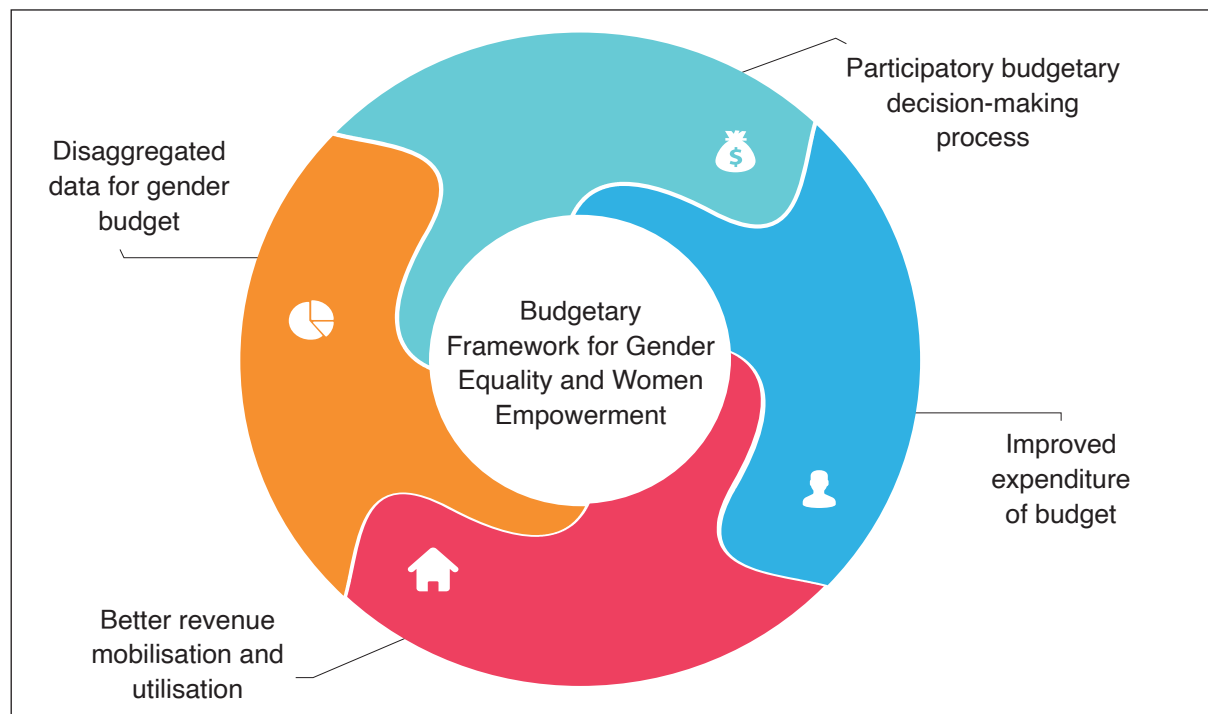 Participatory budgetary
decision-making
process
Disaggregated
data for gender
budget
Budgetary
Framework for Gender
Equality and Women
Empowerment
$
Improved
expenditure
of budget
Better revenue
mobilisation and
utilisation